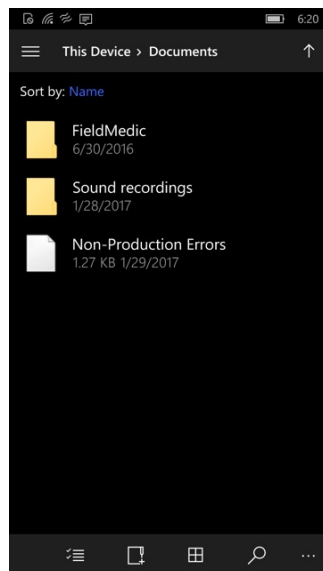 6:20
This Device > Documents
Sort by: Name
FieldMedic
6/30/2016
Sound recordings
1/28/2017
Non-Production Errors
1.27 KB 1/29/2017